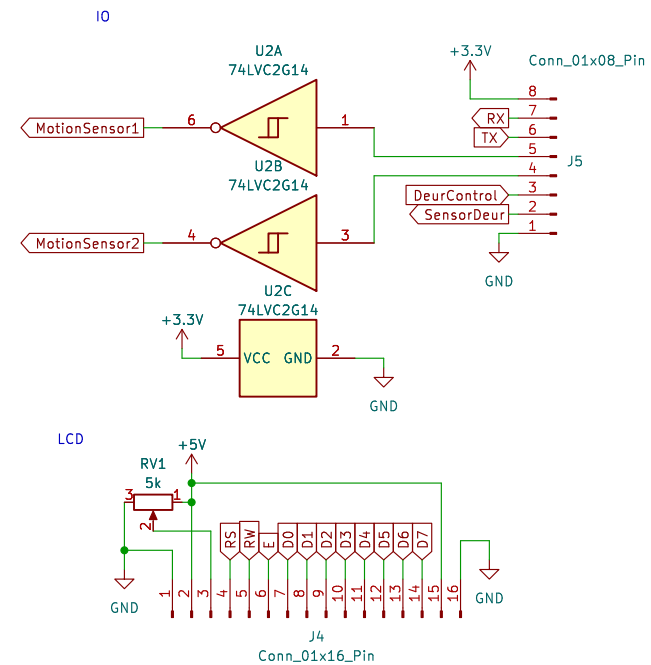 IO
U2A
74LVC2G14
+3.3V
Conn_01x08_Pin
MotionSensor1
6
1
8
RX
7
TX
6
5
J5
U2B
74LVC2G14
4
DeurControl
3
SensorDeur
2
1
MotionSensor2
4
3
GND
U2C
74LVC2G14
+3.3V
5
VCC GND
2
GND
LCD
+5V
RV1
5k
3
1
2
RS
RW
E
D0
D1
D2
D3
D4
D5
D6
D7
GND
1
2
3
4
5
6
7
8
9
10
11
12
13
14
15
16
GND
J4
Conn_01x16_Pin